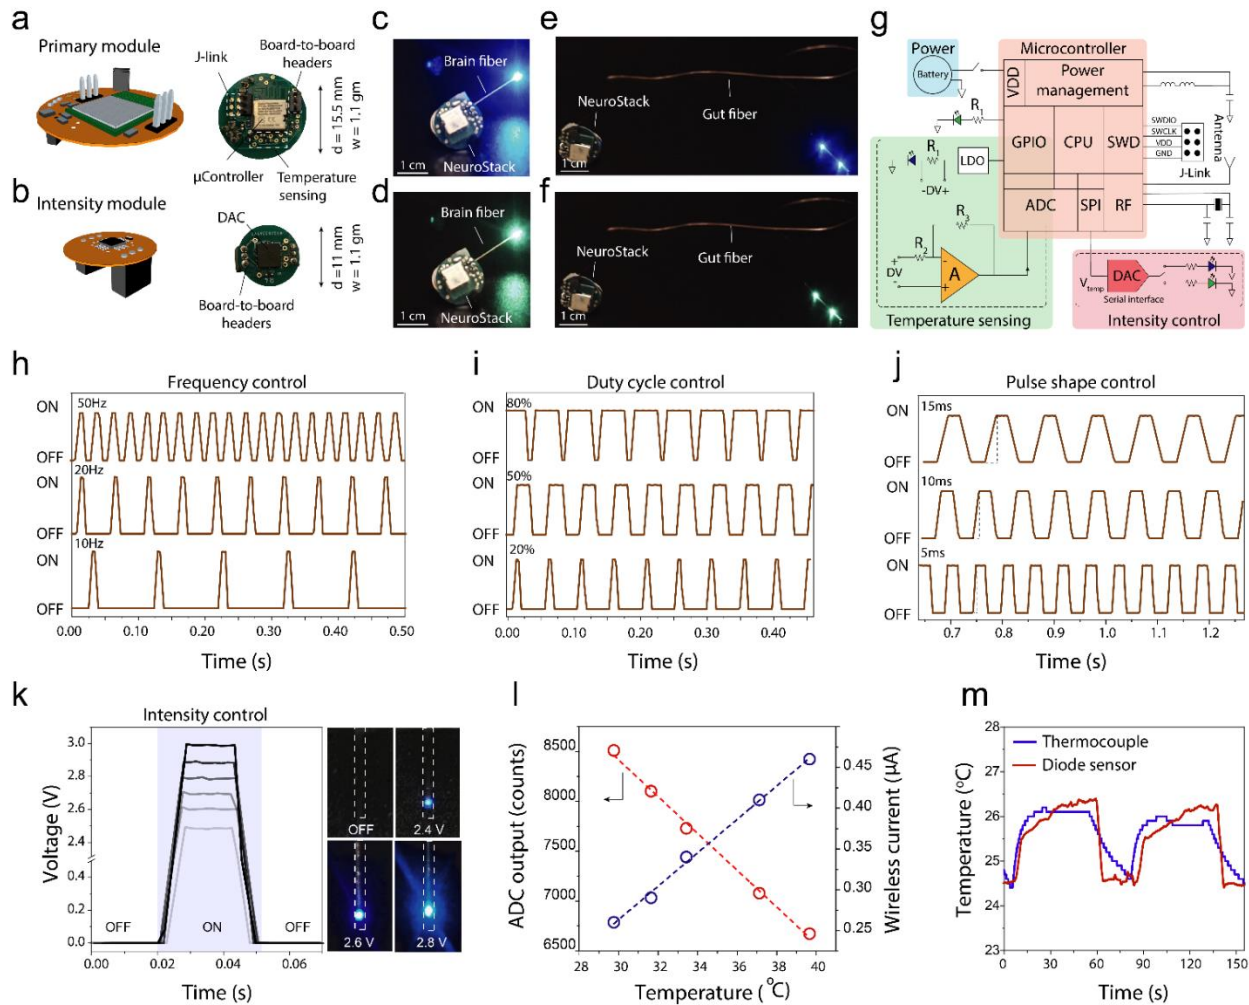 a
Primary module
J-link
Board-to-board
headers
d = 15.5 mm
w = 1.1 gm
µController
Temperature
sensing
b
Intensity module
DAC
d =11 mm
w = 1.1 gm
Board-to-board
headers
c
Brain fiber
NeuroStack
1 cm
d
Brain fiber
NeuroStack
1 cm
e
NeuroStack
Gut fiber
1 cm
f
NeuroStack
Gut fiber
1 cm
g
Power
Battery
Microcontroller
VDD
Power
management
R1
GPIO
CPU
SWD
SWDIO
SWCLK
VDD
GND
J-Link
Antenna
LDO
R1
-DV+
ADC
SPI
RF
R3
R2
DV
-
+
-
+
A
Temperature sensing
Vtemp
DAC
Serial interface
Intensity control
h
Frequency control
50Hz
ON
OFF
20Hz
ON
OFF
10Hz
ON
OFF
0.00 0.10 0.20 0.30 0.40 0.50
Time (s)
i
Duty cycle control
80%
ON
OFF
50%
ON
OFF
20%
ON
OFF
0.00 0.10 0.20 0.30 0.40
Time (s)
j
Pulse shape control
15ms
ON
OFF
10ms
ON
OFF
5ms
ON
OFF
0.7 0.8 0.9 1.0 1.1 1.2
Time (s)
k
Intensity control
Voltage (V)
3.0
2.8
2.6
2.4
0.4
0.2
0.0
OFF
ON
OFF
0.00 0.02 0.04 0.06
Time (s)
OFF
2.4 V
2.6 V
2.8 V
l
ADC output (counts)
8500
8000
7500
7000
6500
Wireless current (µA)
0.45
0.40
0.35
0.30
0.25
28 30 32 34 36 38 40
Temperature (°C)
m
Temperature (°C)
28
27
26
25
24
23
Thermocouple
Diode sensor
0 30 60 90 120 150
Time (s)